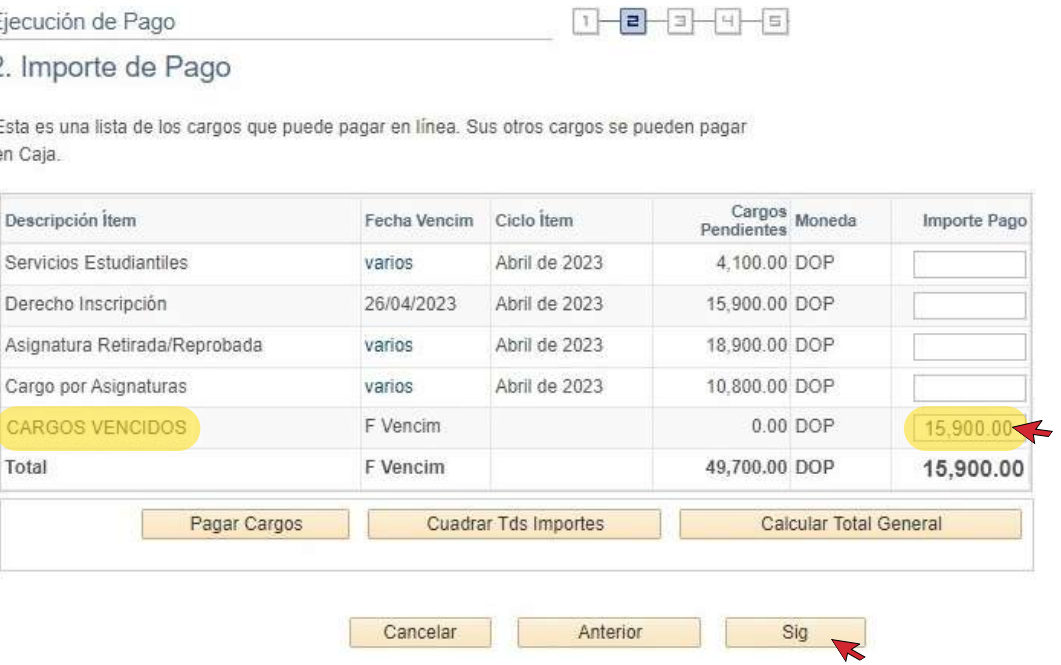 Ejecución de Pago
1 2 3 4 5
2. Importe de Pago
Esta es una lista de los cargos que puede pagar en línea. Sus otros cargos se pueden pagar
en Caja.
Descripción Ítem Fecha Vencim Ciclo Ítem Cargos Pendientes Moneda Importe Pago
Servicios Estudiantiles varios Abril de 2023 4,100.00 DOP
Derecho Inscripción 26/04/2023 Abril de 2023 15,900.00 DOP
Asignatura Retirada/Reprobada varios Abril de 2023 18,900.00 DOP
Cargo por Asignaturas varios Abril de 2023 10,800.00 DOP
CARGOS VENCIDOS F Vencim 0.00 DOP 15,900.00
Total F Vencim 49,700.00 DOP 15,900.00
Pagar Cargos Cuadrar Tds Importes Calcular Total General
Cancelar Anterior Sig